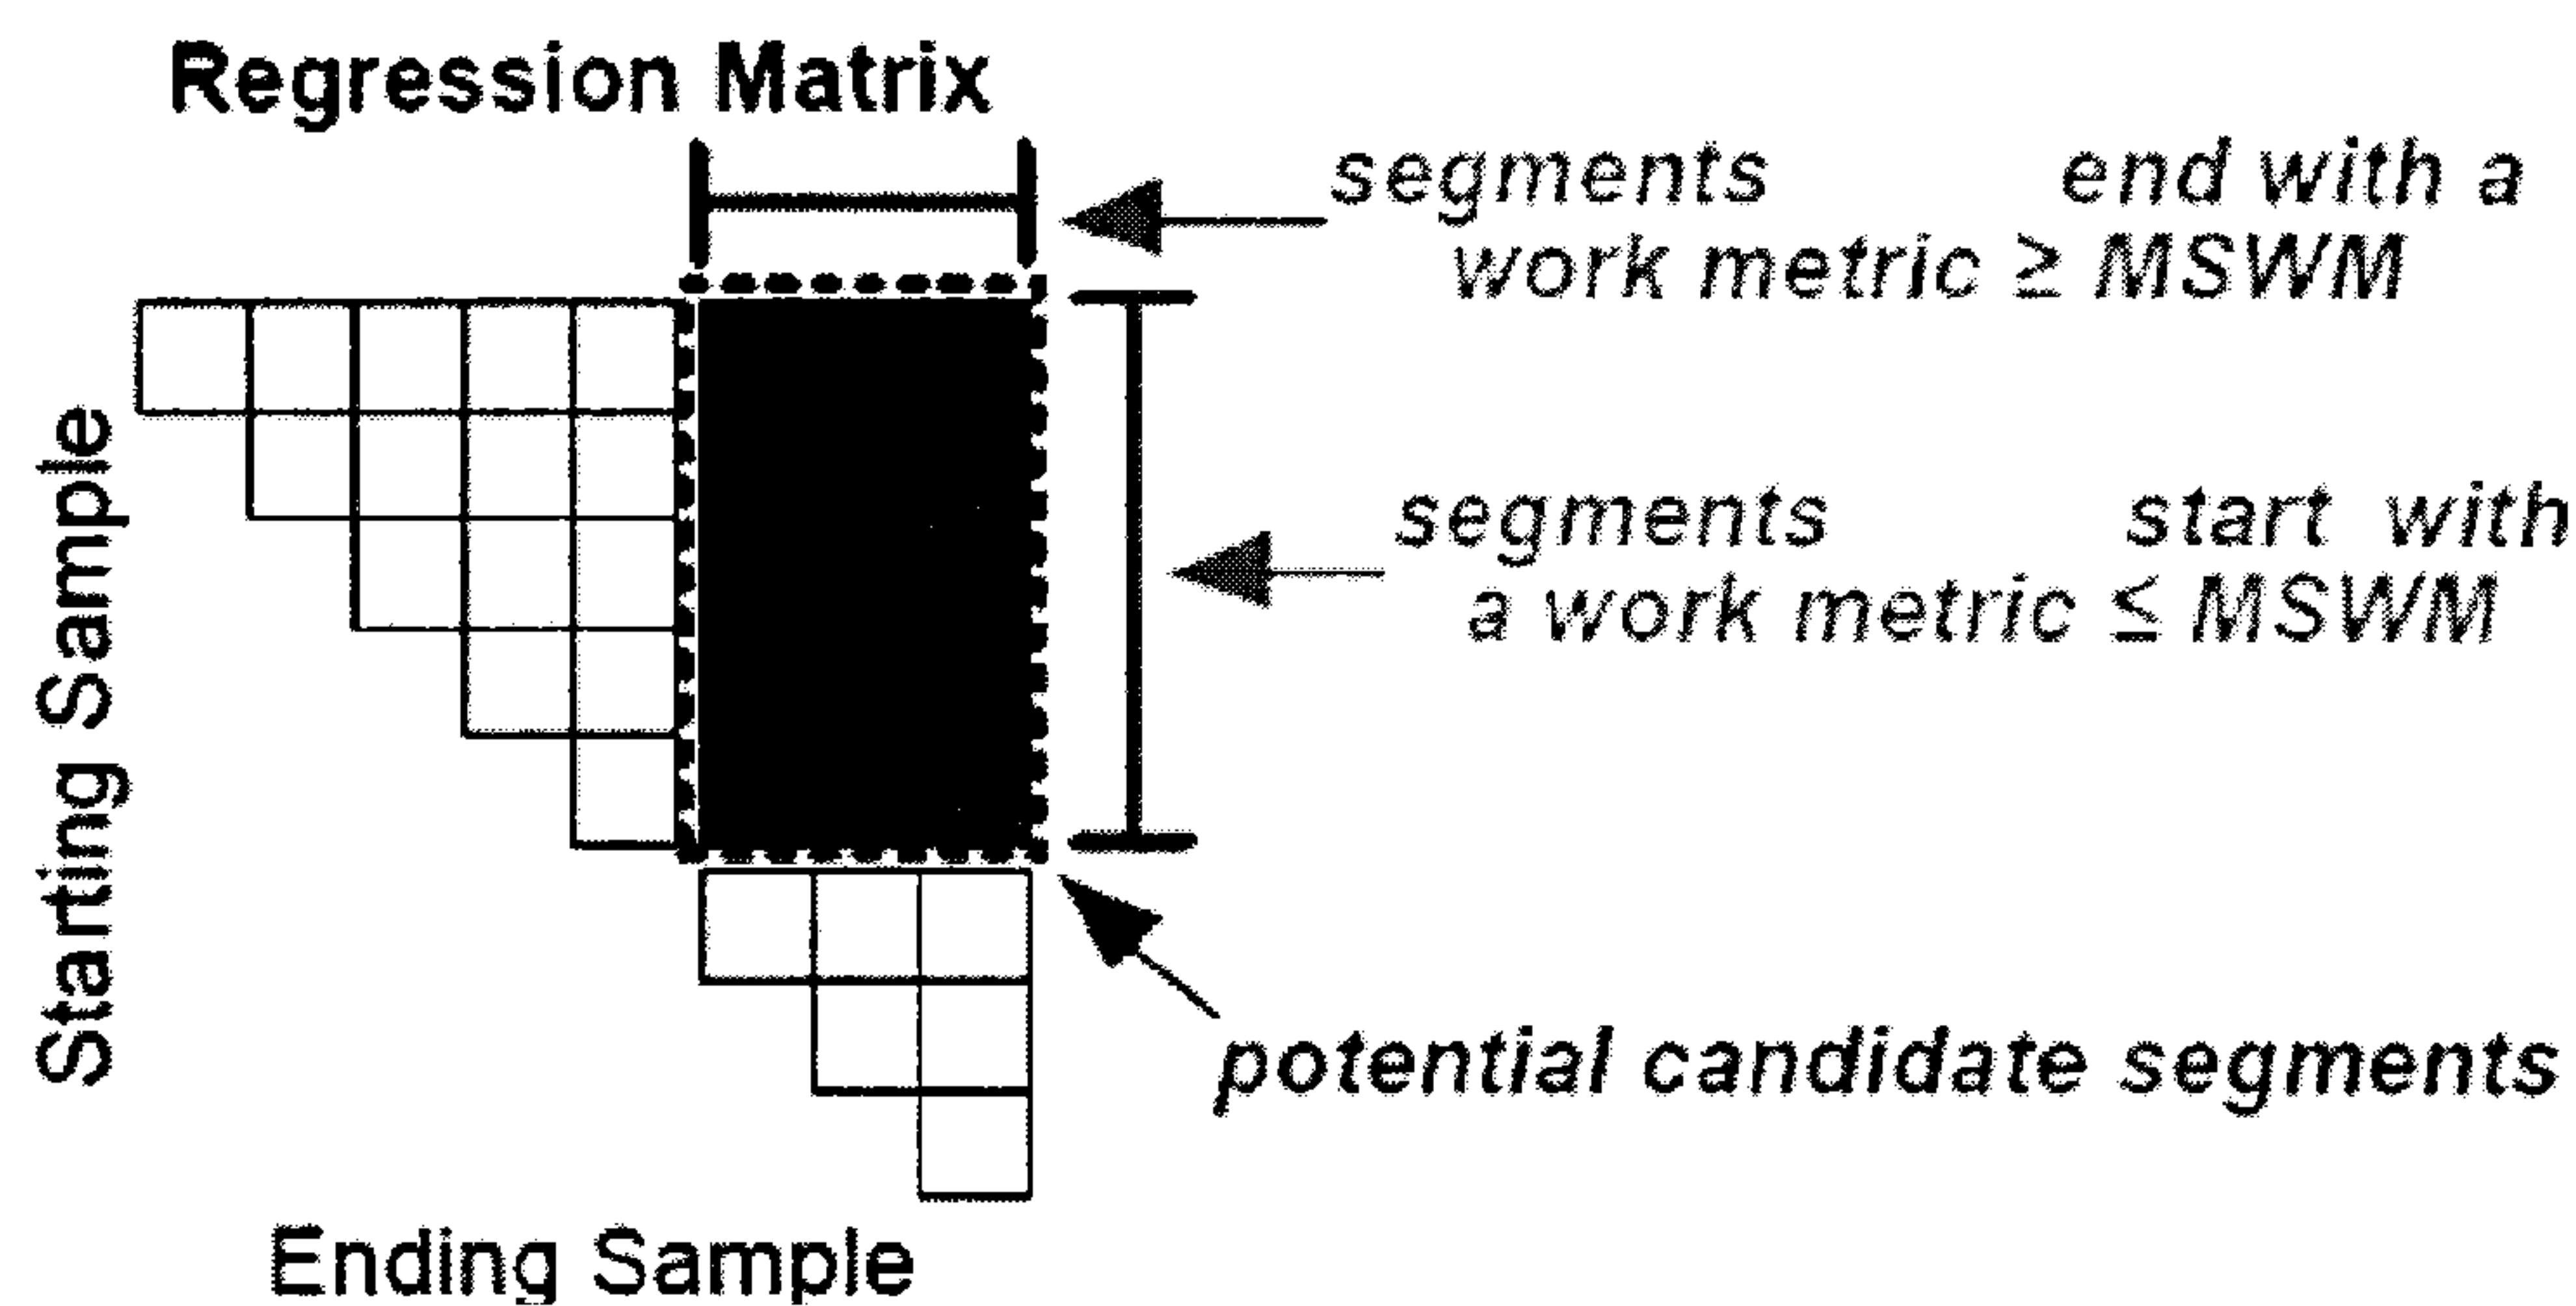 Regression Matrix
segments end with a
work metric ≥ MSWM
Starting Sample
segments start with
a work metric ≤ MSWM
potential candidate segments
Ending Sample